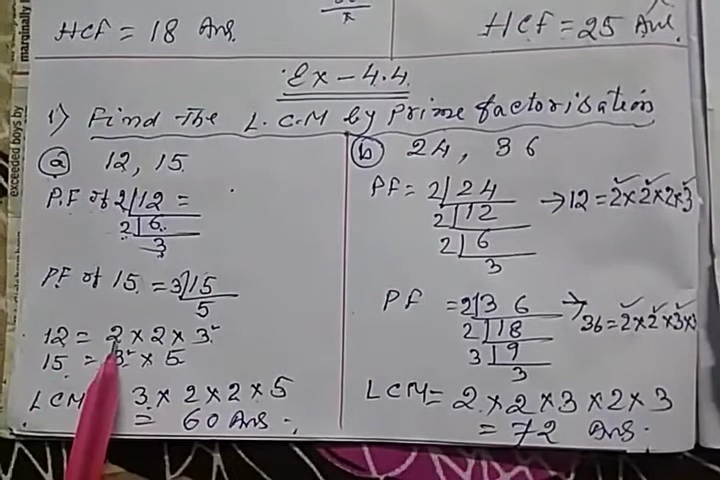 HCF = 18 Ans.
HCF = 25 Ans.
Ex - 4.4
1) Find The L.C.M by Prime factorisation
(a) 12, 15.
P.F of 2|12 =
2|6
3
P.F of 15 = 3|15
5
12 = 2 × 2 × 3
15 = 3 × 5
LCM 3 × 2 × 2 × 5
= 60 Ans.
(b) 24, 36
PF = 2|24 → 12 = 2×2×2×3
2|12
2|6
3
PF = 2|36 → 36 = 2×2×3×3
2|18
3|9
3
LCM = 2 × 2 × 3 × 2 × 3
= 72 Ans.
exceeded boys by
marginally